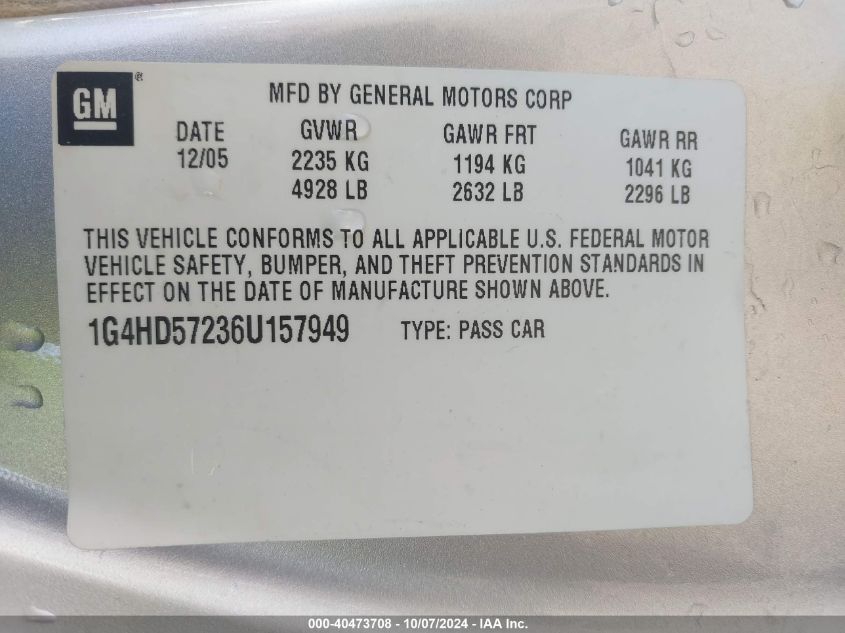 GM®
MFD BY GENERAL MOTORS CORP
DATE GVWR GAWR FRT GAWR RR
12/05 2235 KG 1194 KG 1041 KG
4928 LB 2632 LB 2296 LB
THIS VEHICLE CONFORMS TO ALL APPLICABLE U.S. FEDERAL MOTOR
VEHICLE SAFETY, BUMPER, AND THEFT PREVENTION STANDARDS IN
EFFECT ON THE DATE OF MANUFACTURE SHOWN ABOVE.
1G4HD57236U157949 TYPE: PASS CAR
000-40473708 - 10/07/2024 - IAA Inc.